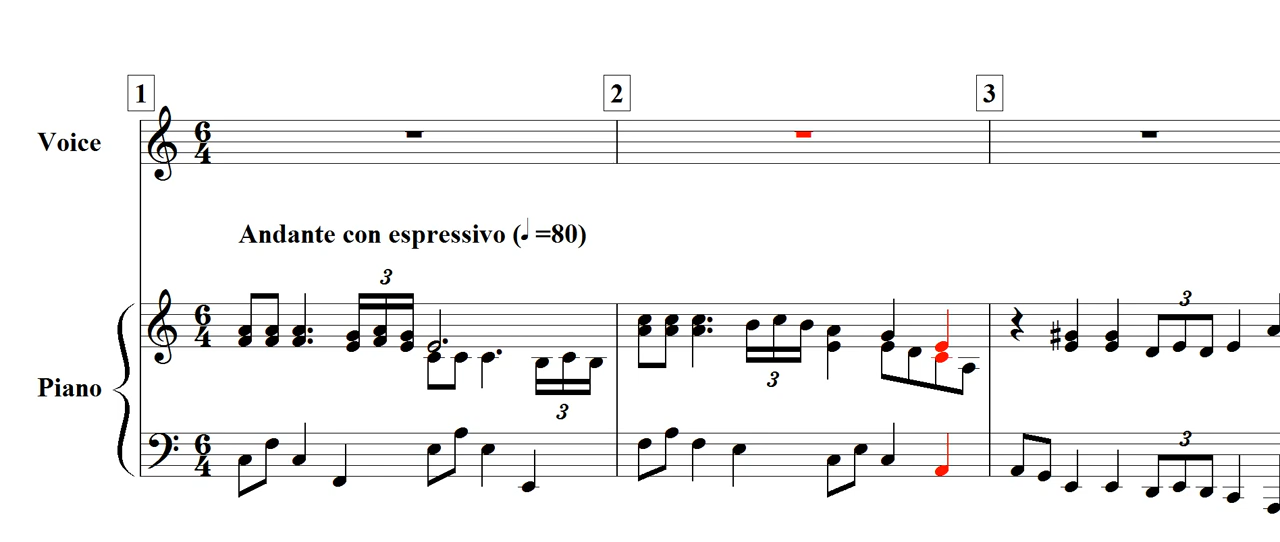 1 2 3
Voice 6 4
Andante con espressivo (♩=80)
3 3
6 4
3 3
Piano
3
6 4